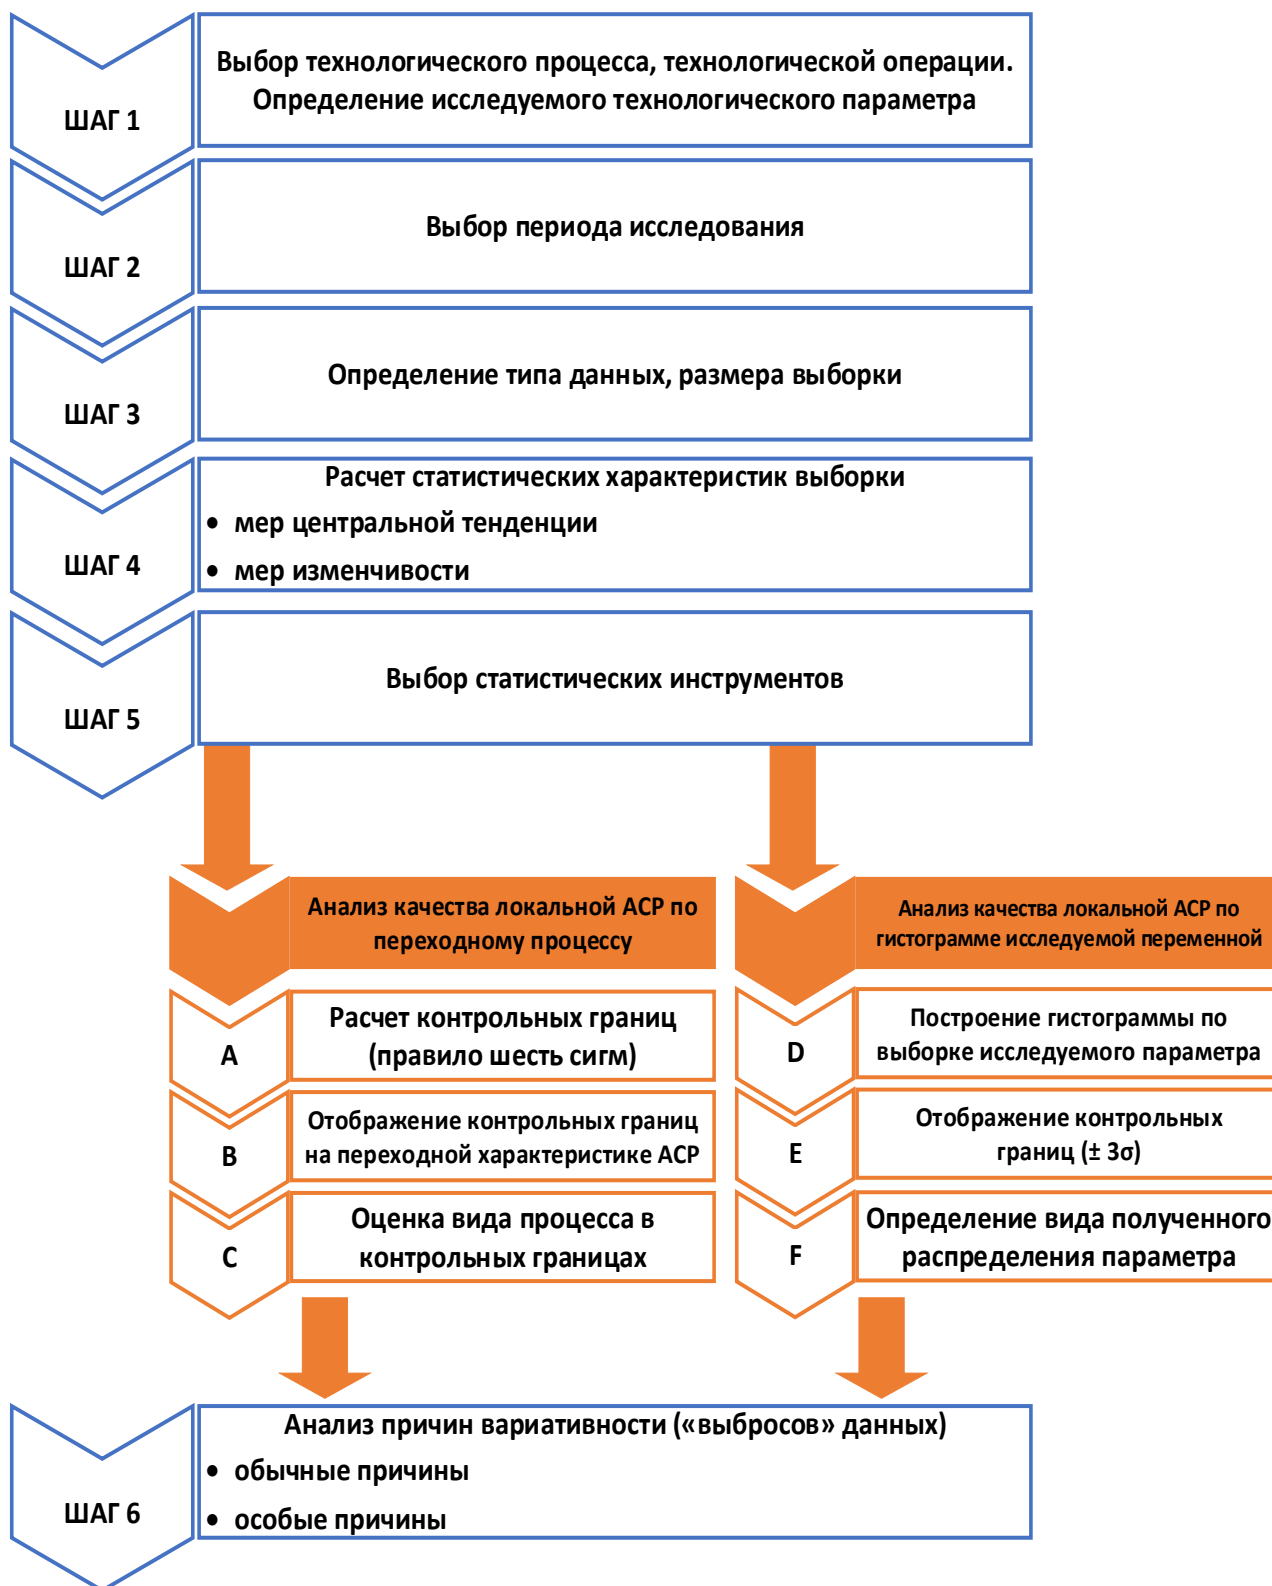 ШАГ 1
Выбор технологического процесса, технологической операции.
Определение исследуемого технологического параметра
ШАГ 2
Выбор периода исследования
ШАГ 3
Определение типа данных, размера выборки
ШАГ 4
Расчет статистических характеристик выборки
• мер центральной тенденции
• мер изменчивости
ШАГ 5
Выбор статистических инструментов
Анализ качества локальной АСР по
переходному процессу
A
Расчет контрольных границ
(правило шесть сигм)
B
Отображение контрольных границ
на переходной характеристике АСР
C
Оценка вида процесса в
контрольных границах
Анализ качества локальной АСР по
гистограмме исследуемой переменной
D
Построение гистограммы по
выборке исследуемого параметра
E
Отображение контрольных
границ (± 3σ)
F
Определение вида полученного
распределения параметра
ШАГ 6
Анализ причин вариативности («выбросов» данных)
• обычные причины
• особые причины